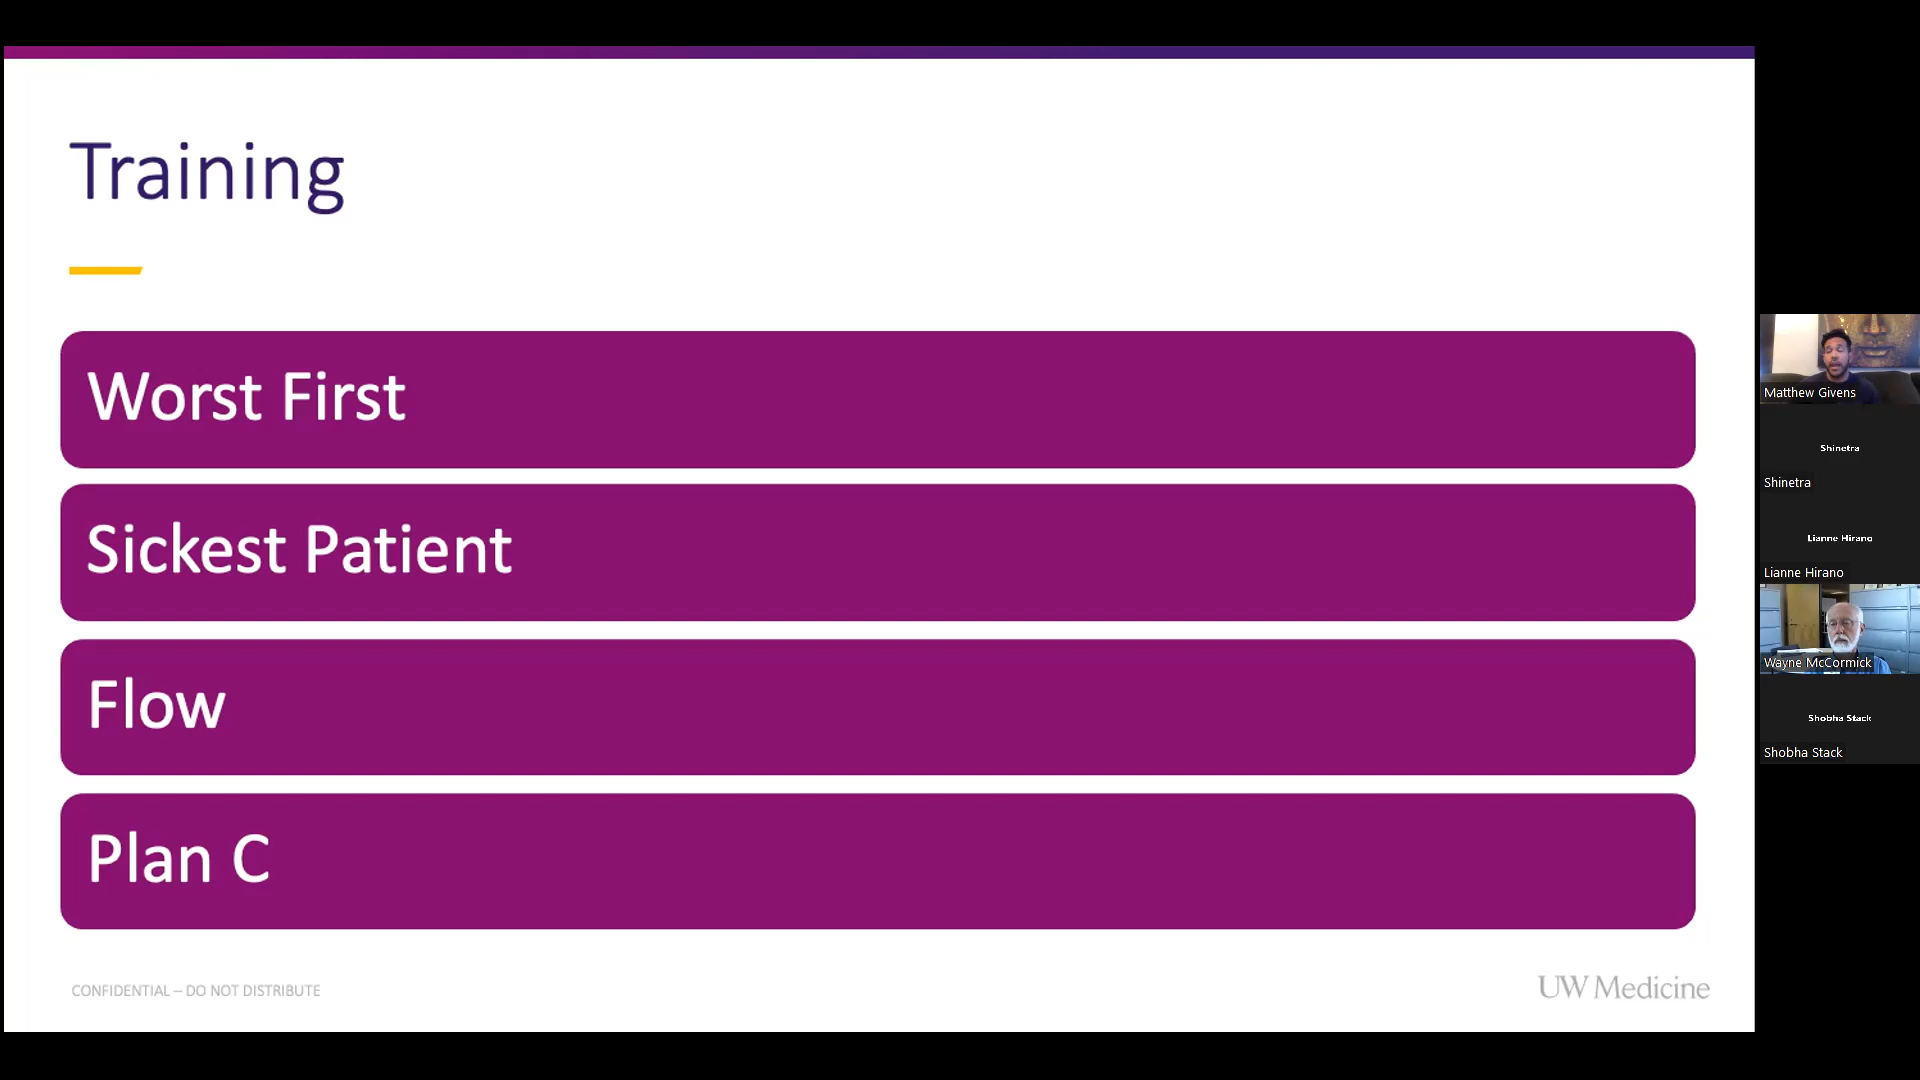 Training
Worst First
Sickest Patient
Flow
Plan C
CONFIDENTIAL – DO NOT DISTRIBUTE
UW Medicine
Matthew Givens
Shinetra
Shinetra
Lianne Hirano
Lianne Hirano
Wayne McCormick
Shobha Stack
Shobha Stack